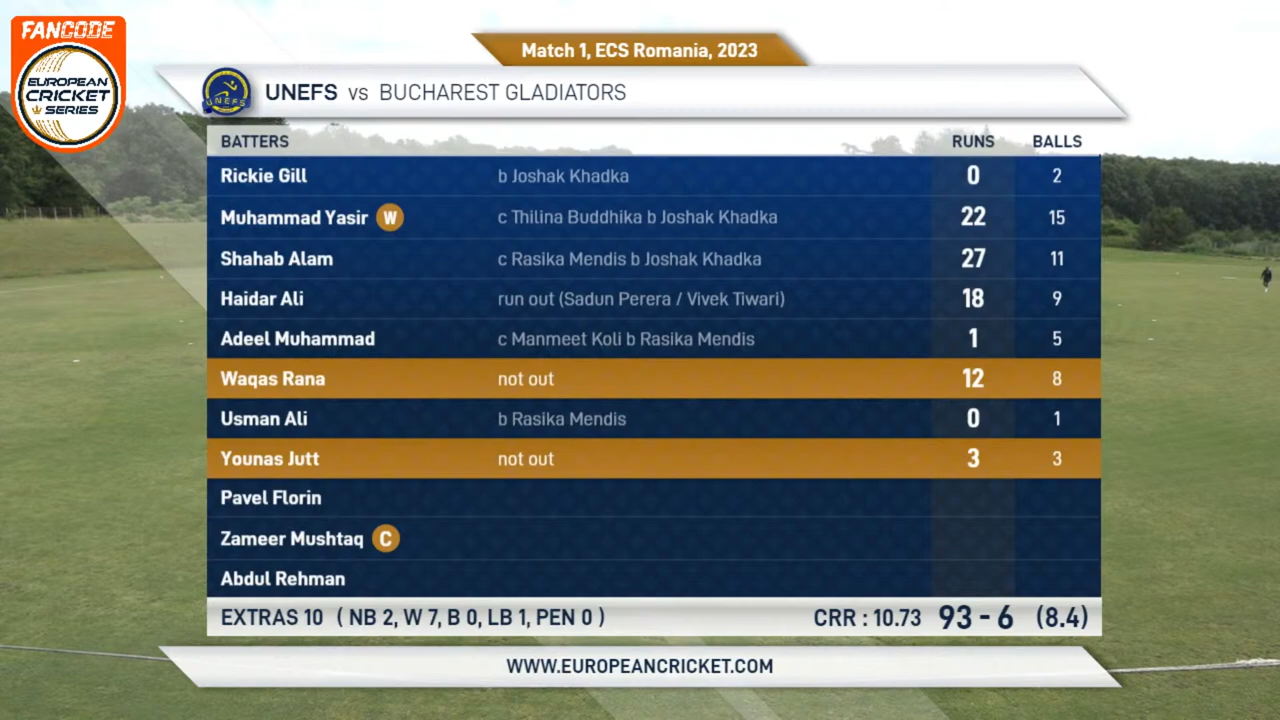 FANCODE
EUROPEAN
CRICKET
SERIES
Match 1, ECS Romania, 2023
UNEFS
UNEFS vs BUCHAREST GLADIATORS
BATTERS RUNS BALLS
Rickie Gill b Joshak Khadka 0 2
Muhammad Yasir W c Thilina Buddhika b Joshak Khadka 22 15
Shahab Alam c Rasika Mendis b Joshak Khadka 27 11
Haidar Ali run out (Sadun Perera / Vivek Tiwari) 18 9
Adeel Muhammad c Manmeet Koli b Rasika Mendis 1 5
Waqas Rana not out 12 8
Usman Ali b Rasika Mendis 0 1
Younas Jutt not out 3 3
Pavel Florin
Zameer Mushtaq C
Abdul Rehman
EXTRAS 10 ( NB 2, W 7, B 0, LB 1, PEN 0 ) CRR : 10.73 93 - 6 (8.4)
WWW.EUROPEANCRICKET.COM